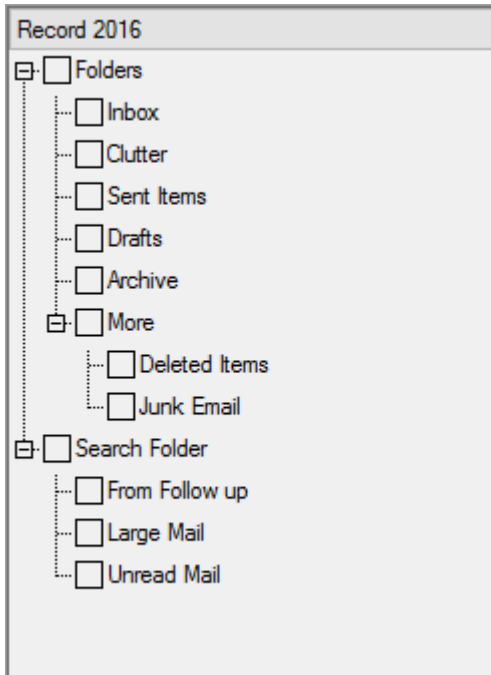 Record 2016
Folders
Inbox
Clutter
Sent Items
Drafts
Archive
More
Deleted Items
Junk Email
Search Folder
From Follow up
Large Mail
Unread Mail